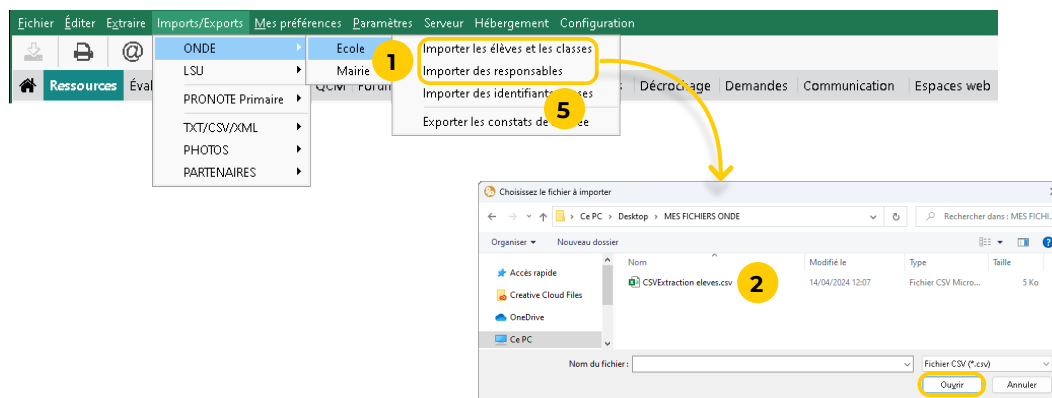 Fichier Éditer Extraire Imports/Exports Mes préférences Paramètres Serveur Hébergement Configuration
ONDE Ecole Importer les élèves et les classes
1
LSU Mairie Importer des responsables
Ressources QCM Décrochage Demandes Communication Espaces web
PRONOTE Primaire Importer des identifiants
5
TXT/CSV/XML Exporter les constats de
PHOTOS
PARTENAIRES
Choisissez le fichier à importer
Ce PC > Desktop > MES FICHIERS ONDE Rechercher dans : MES FICHI...
Organiser Nouveau dossier
Nom Modifié le Type Taille
Accès rapide
CSVExtraction eleves.csv 2 14/04/2024 12:07 Fichier CSV Micro... 5 Ko
Creative Cloud Files
OneDrive
Ce PC
Nom du fichier : Fichier CSV (*.csv)
Ouvrir Annuler